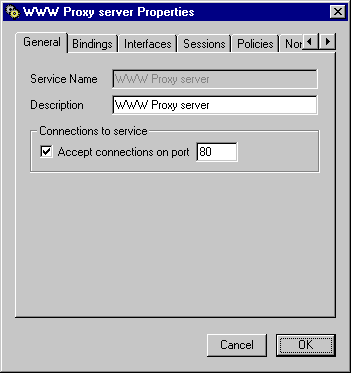 WWW Proxy server Properties
General Bindings Interfaces Sessions Policies
Service Name WWW Proxy server
Description WWW Proxy server
Connections to service
Accept connections on port 80
Cancel OK